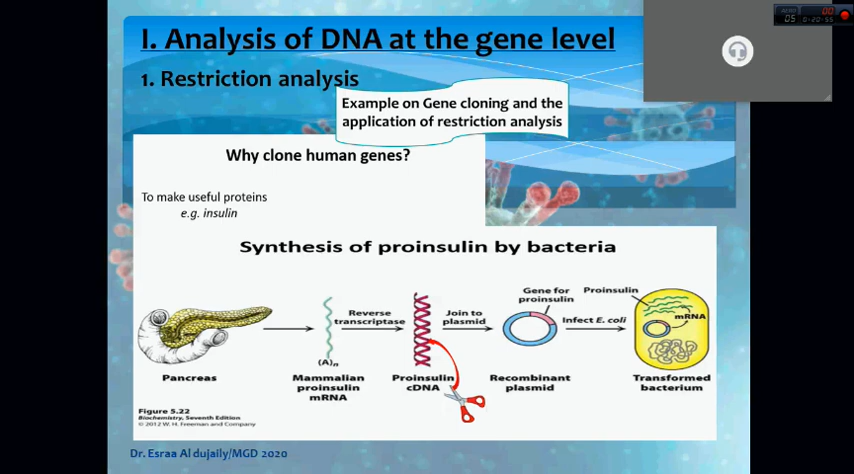 I. Analysis of DNA at the gene level
1. Restriction analysis
Example on Gene cloning and the
application of restriction analysis
Why clone human genes?
To make useful proteins
e.g. insulin
Synthesis of proinsulin by bacteria
Reverse
transcriptase
Join to
plasmid
Gene for
proinsulin
Infect E. coli
Proinsulin
mRNA
(A)n
Pancreas
Mammalian
proinsulin
mRNA
Proinsulin
cDNA
Recombinant
plasmid
Transformed
bacterium
Figure 5.22
Biochemistry, Seventh Edition
© 2012 W. H. Freeman and Company
Dr. Esraa Al dujaily/MGD 2020